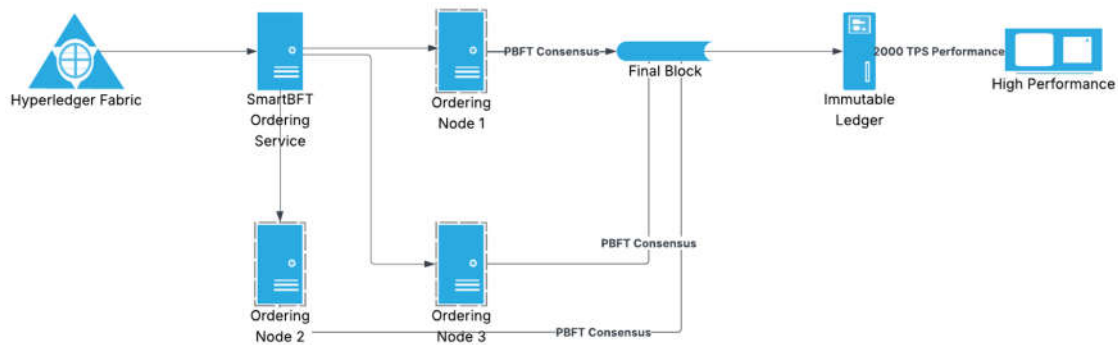 PBFT Consensus
2000 TPS Performance
Hyperledger Fabric
SmartBFT
Ordering
Service
Ordering
Node 1
Final Block
Immutable
Ledger
High Performance
PBFT Consensus
Ordering
Node 2
Ordering
Node 3
PBFT Consensus